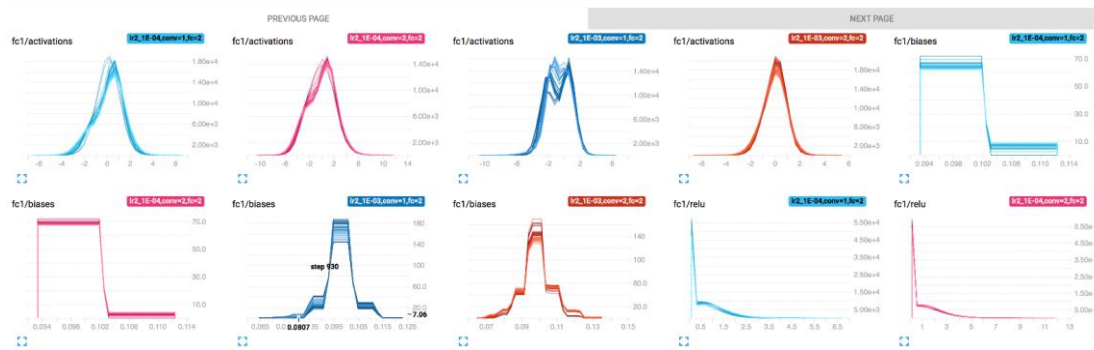 PREVIOUS PAGE
NEXT PAGE
lr2_1E-04,conv=1,fc=2
fc1/activations
1.80e+4
1.40e+4
1.00e+4
6.00e+3
2.00e+3
-6 -4 -2 0 2 4 6
lr2_1E-04,conv=2,fc=2
fc1/activations
1.40e+4
1.00e+4
6.00e+3
2.00e+3
-10 -6 -2 2 6 10 14
lr2_1E-03,conv=1,fc=2
fc1/activations
1.40e+4
1.00e+4
6.00e+3
2.00e+3
-10 -6 -4 -2 0 2 4 6
lr2_1E-03,conv=2,fc=2
fc1/activations
2.00e+4
1.00e+4
6.00e+3
2.00e+3
-6 -4 -2 0 2 4 6
lr2_1E-04,conv=1,fc=2
fc1/biases
70.0
50.0
30.0
10.0
0.094 0.098 0.102 0.106 0.110 0.114
lr2_1E-04,conv=2,fc=2
fc1/biases
70.0
50.0
30.0
10.0
0.094 0.098 0.102 0.106 0.110 0.114
lr2_1E-03,conv=1,fc=2
fc1/biases
180
140
step 930
60.0
20.0
-7.06
0.065 0.095 0.105 0.115 0.125
0.0807
lr2_1E-03,conv=2,fc=2
fc1/biases
140
60.0
20.0
0.07 0.09 0.11 0.13 0.15
lr2_1E-04,conv=1,fc=2
fc1/relu
5.50e+4
4.50e+4
3.50e+4
2.50e+4
1.50e+4
5.00e+3
0.5 1.5 2.5 3.5 4.5 5.5 6.5
lr2_1E-04,conv=2,fc=2
fc1/relu
5.50e+
4.50e+
3.50e+
2.50e+
1.50e+
5.00e+
1 3 5 7 9 11 13